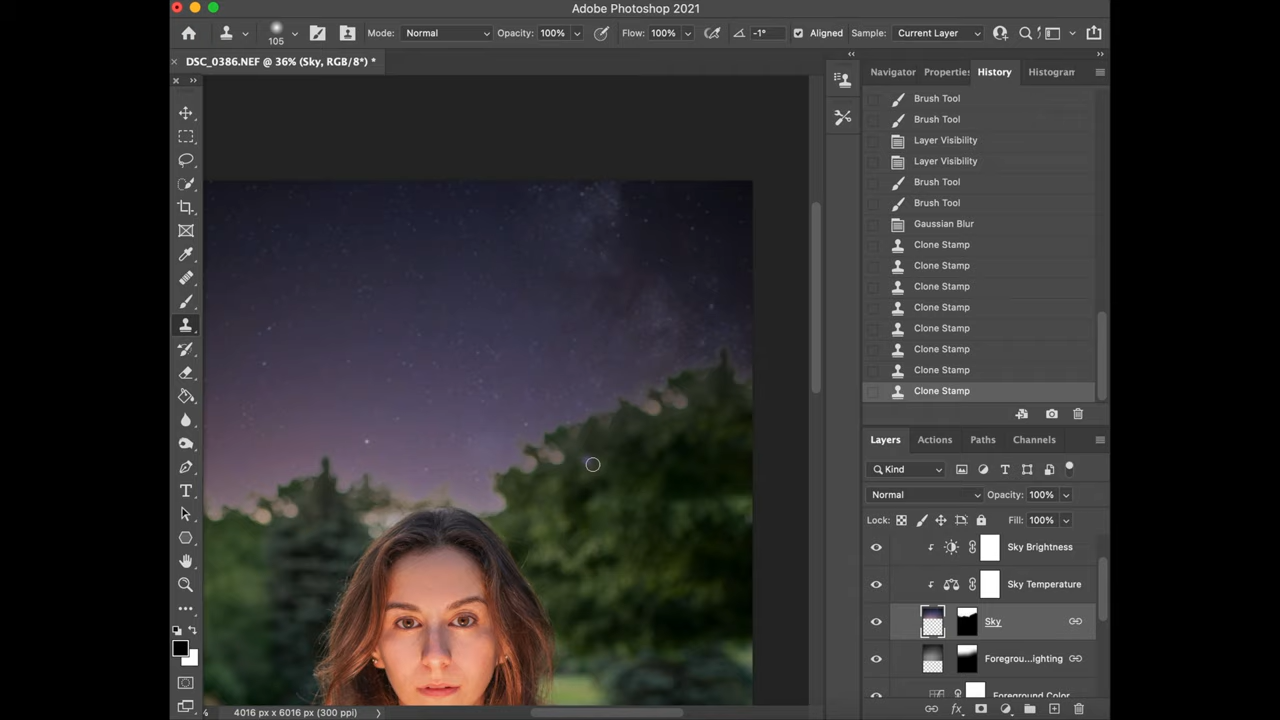 Adobe Photoshop 2021
105
Mode: Normal
Opacity: 100%
Flow: 100%
-1°
Aligned
Sample: Current Layer
DSC_0386.NEF @ 36% (Sky, RGB/8*) *
Navigator
Properties
History
Histogram
Brush Tool
Brush Tool
Layer Visibility
Layer Visibility
Brush Tool
Brush Tool
Gaussian Blur
Clone Stamp
Clone Stamp
Clone Stamp
Clone Stamp
Clone Stamp
Clone Stamp
Clone Stamp
Clone Stamp
Layers
Actions
Paths
Channels
Kind
Normal
Opacity: 100%
Lock:
Fill: 100%
Sky Brightness
Sky Temperature
Sky
Foregrou...ighting
Foreground Color
% 4016 px x 6016 px (300 ppi)